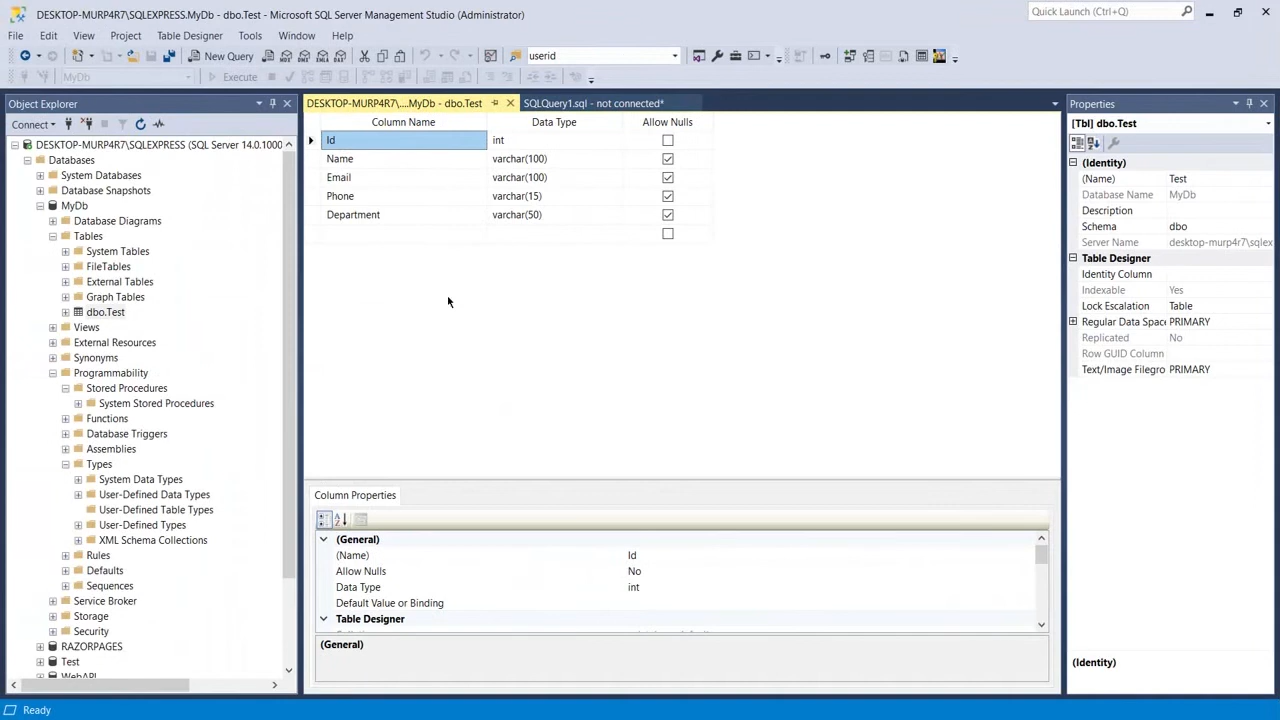 DESKTOP-MURP4R7\SQLEXPRESS.MyDb - dbo.Test - Microsoft SQL Server Management Studio (Administrator)
Quick Launch (Ctrl+Q)
File Edit View Project Table Designer Tools Window Help
New Query
MDX DMX XMLA DAX
userid
MyDb
Execute
Object Explorer
Connect
DESKTOP-MURP4R7\SQLEXPRESS (SQL Server 14.0.1000
Databases
System Databases
Database Snapshots
MyDb
Database Diagrams
Tables
System Tables
FileTables
External Tables
Graph Tables
dbo.Test
Views
External Resources
Synonyms
Programmability
Stored Procedures
System Stored Procedures
Functions
Database Triggers
Assemblies
Types
System Data Types
User-Defined Data Types
User-Defined Table Types
User-Defined Types
XML Schema Collections
Rules
Defaults
Sequences
Service Broker
Storage
Security
RAZORPAGES
Test
WebAPI
DESKTOP-MURP4R7\....MyDb - dbo.Test
SQLQuery1.sql - not connected*
Column Name Data Type Allow Nulls
Id int
Name varchar(100)
Email varchar(100)
Phone varchar(15)
Department varchar(50)
Column Properties
(General)
(Name) Id
Allow Nulls No
Data Type int
Default Value or Binding
Table Designer
(General)
Properties
[Tbl] dbo.Test
(Identity)
(Name) Test
Database Name MyDb
Description
Schema dbo
Server Name desktop-murp4r7\sqlex
Table Designer
Identity Column
Indexable Yes
Lock Escalation Table
Regular Data Space PRIMARY
Replicated No
Row GUID Column
Text/Image Filegro PRIMARY
(Identity)
Ready